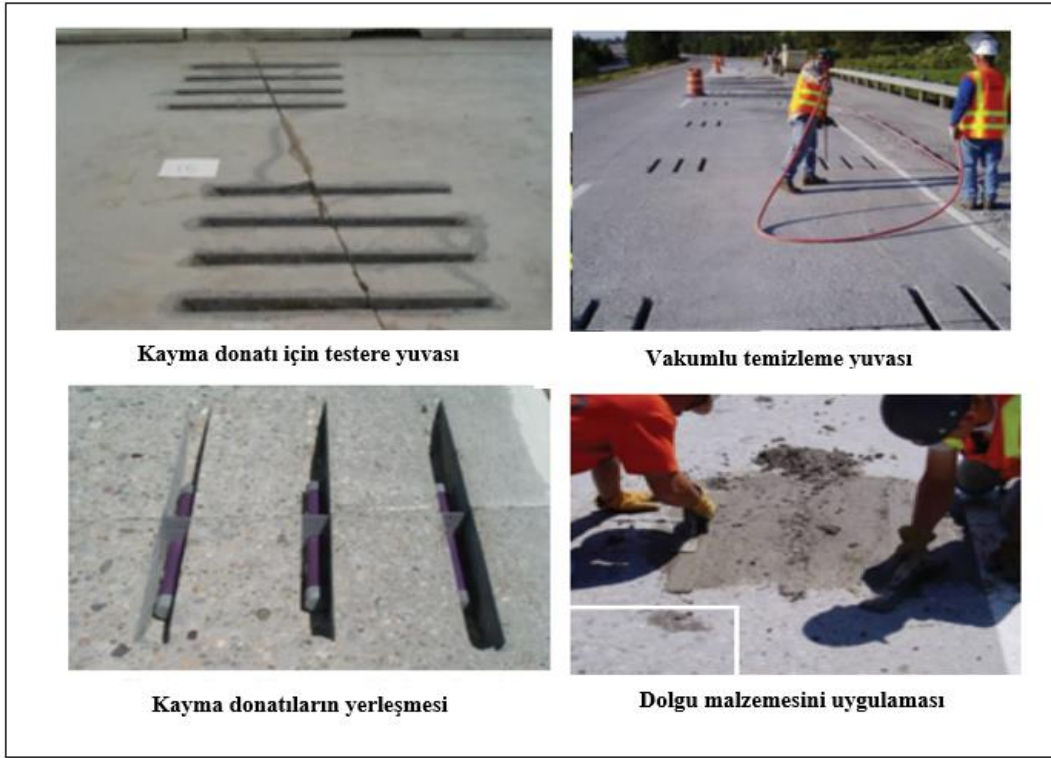 Kayma donatı için testere yuvası
Vakumlu temizleme yuvası
Kayma donatıların yerleşmesi
Dolgu malzemesini uygulaması